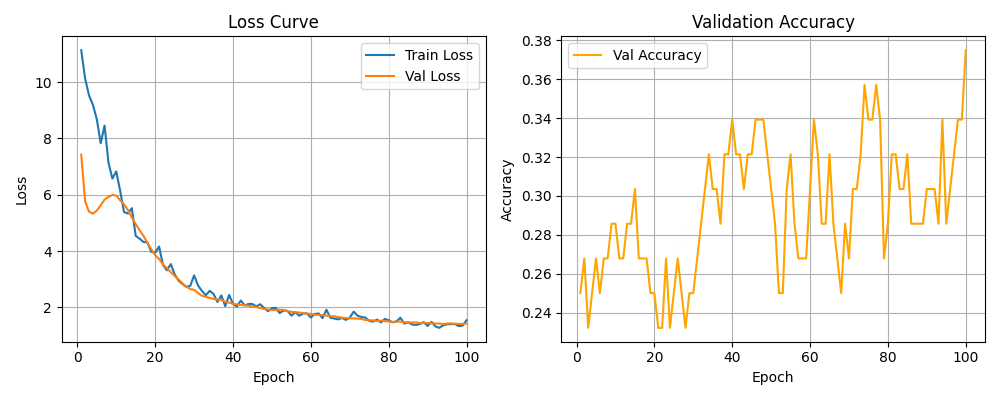 Loss Curve
Train Loss
Val Loss
Loss
10
8
6
4
2
0
20
40
60
80
100
Epoch
Validation Accuracy
Val Accuracy
Accuracy
0.38
0.36
0.34
0.32
0.30
0.28
0.26
0.24
0
20
40
60
80
100
Epoch